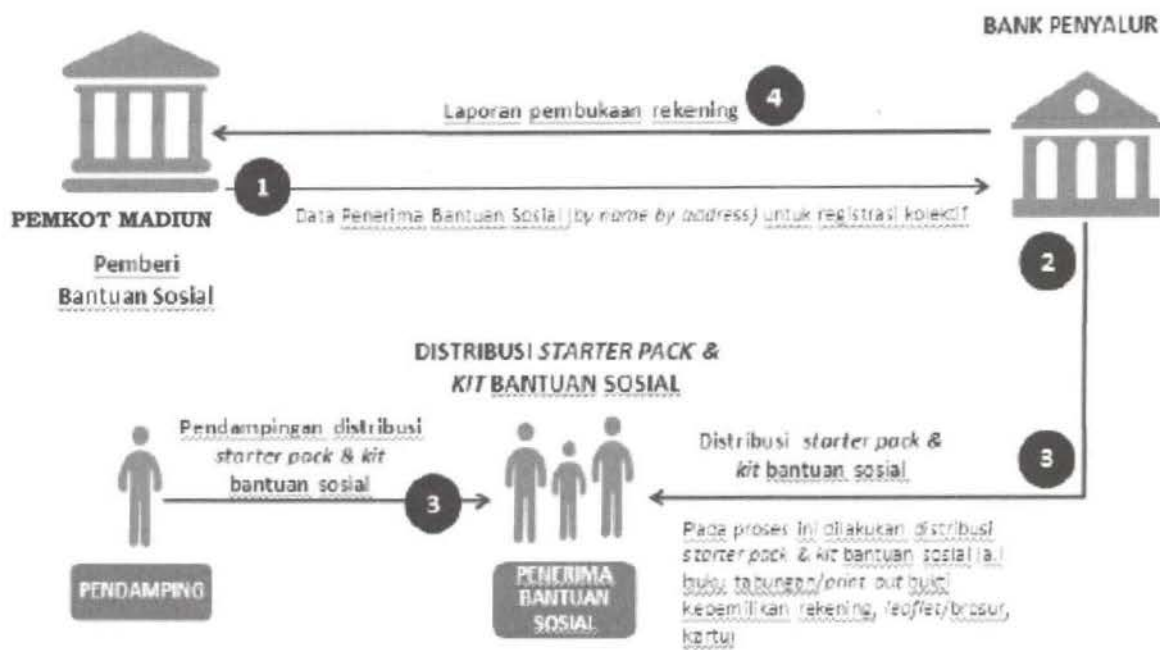 BANK PENYALUR
4
Laporan pembukaan rekening
1
Data Penerima Bantuan Sosial (by name by address) untuk registrasi kolektif
PEMKOT MADIUN
Pemberi
Bantuan Sosial
2
DISTRIBUSI STARTER PACK &
KIT BANTUAN SOSIAL
Pendampingan distribusi
starter pack & kit
bantuan sosial
3
Distribusi starter pack &
kit bantuan sosial
3
Pada proses ini dilakukan distribusi
starter pack & kit bantuan sosial (a.l
buku tabungan/print out bukti
kepemilikan rekening, leaflet/brosur,
kartu)
PENDAMPING
PENERIMA
BANTUAN
SOSIAL